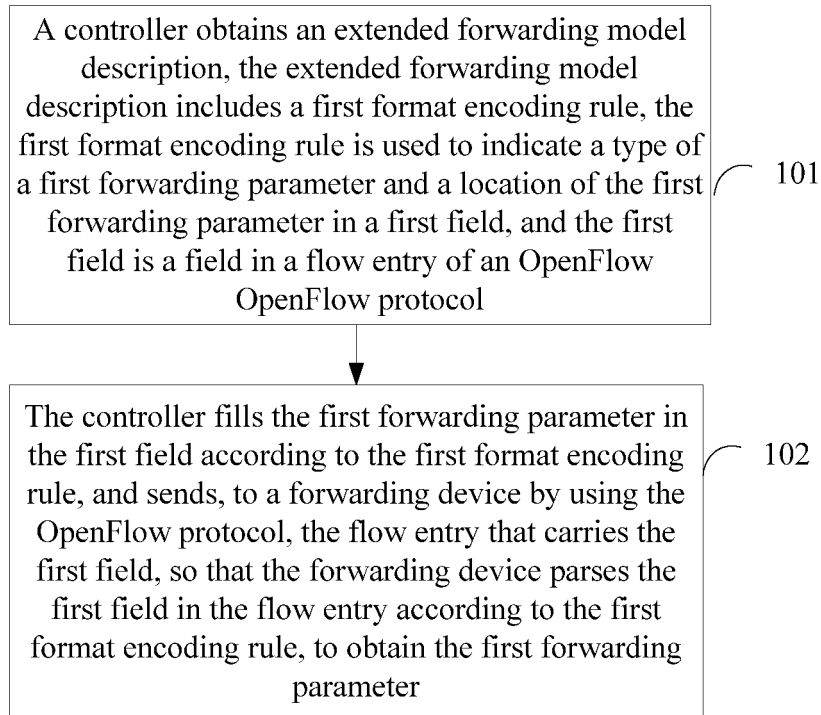 A controller obtains an extended forwarding model
description, the extended forwarding model
description includes a first format encoding rule, the
first format encoding rule is used to indicate a type of
a first forwarding parameter and a location of the first
forwarding parameter in a first field, and the first
field is a field in a flow entry of an OpenFlow
OpenFlow protocol
101
The controller fills the first forwarding parameter in
the first field according to the first format encoding
rule, and sends, to a forwarding device by using the
OpenFlow protocol, the flow entry that carries the
first field, so that the forwarding device parses the
first field in the flow entry according to the first
format encoding rule, to obtain the first forwarding
parameter
102